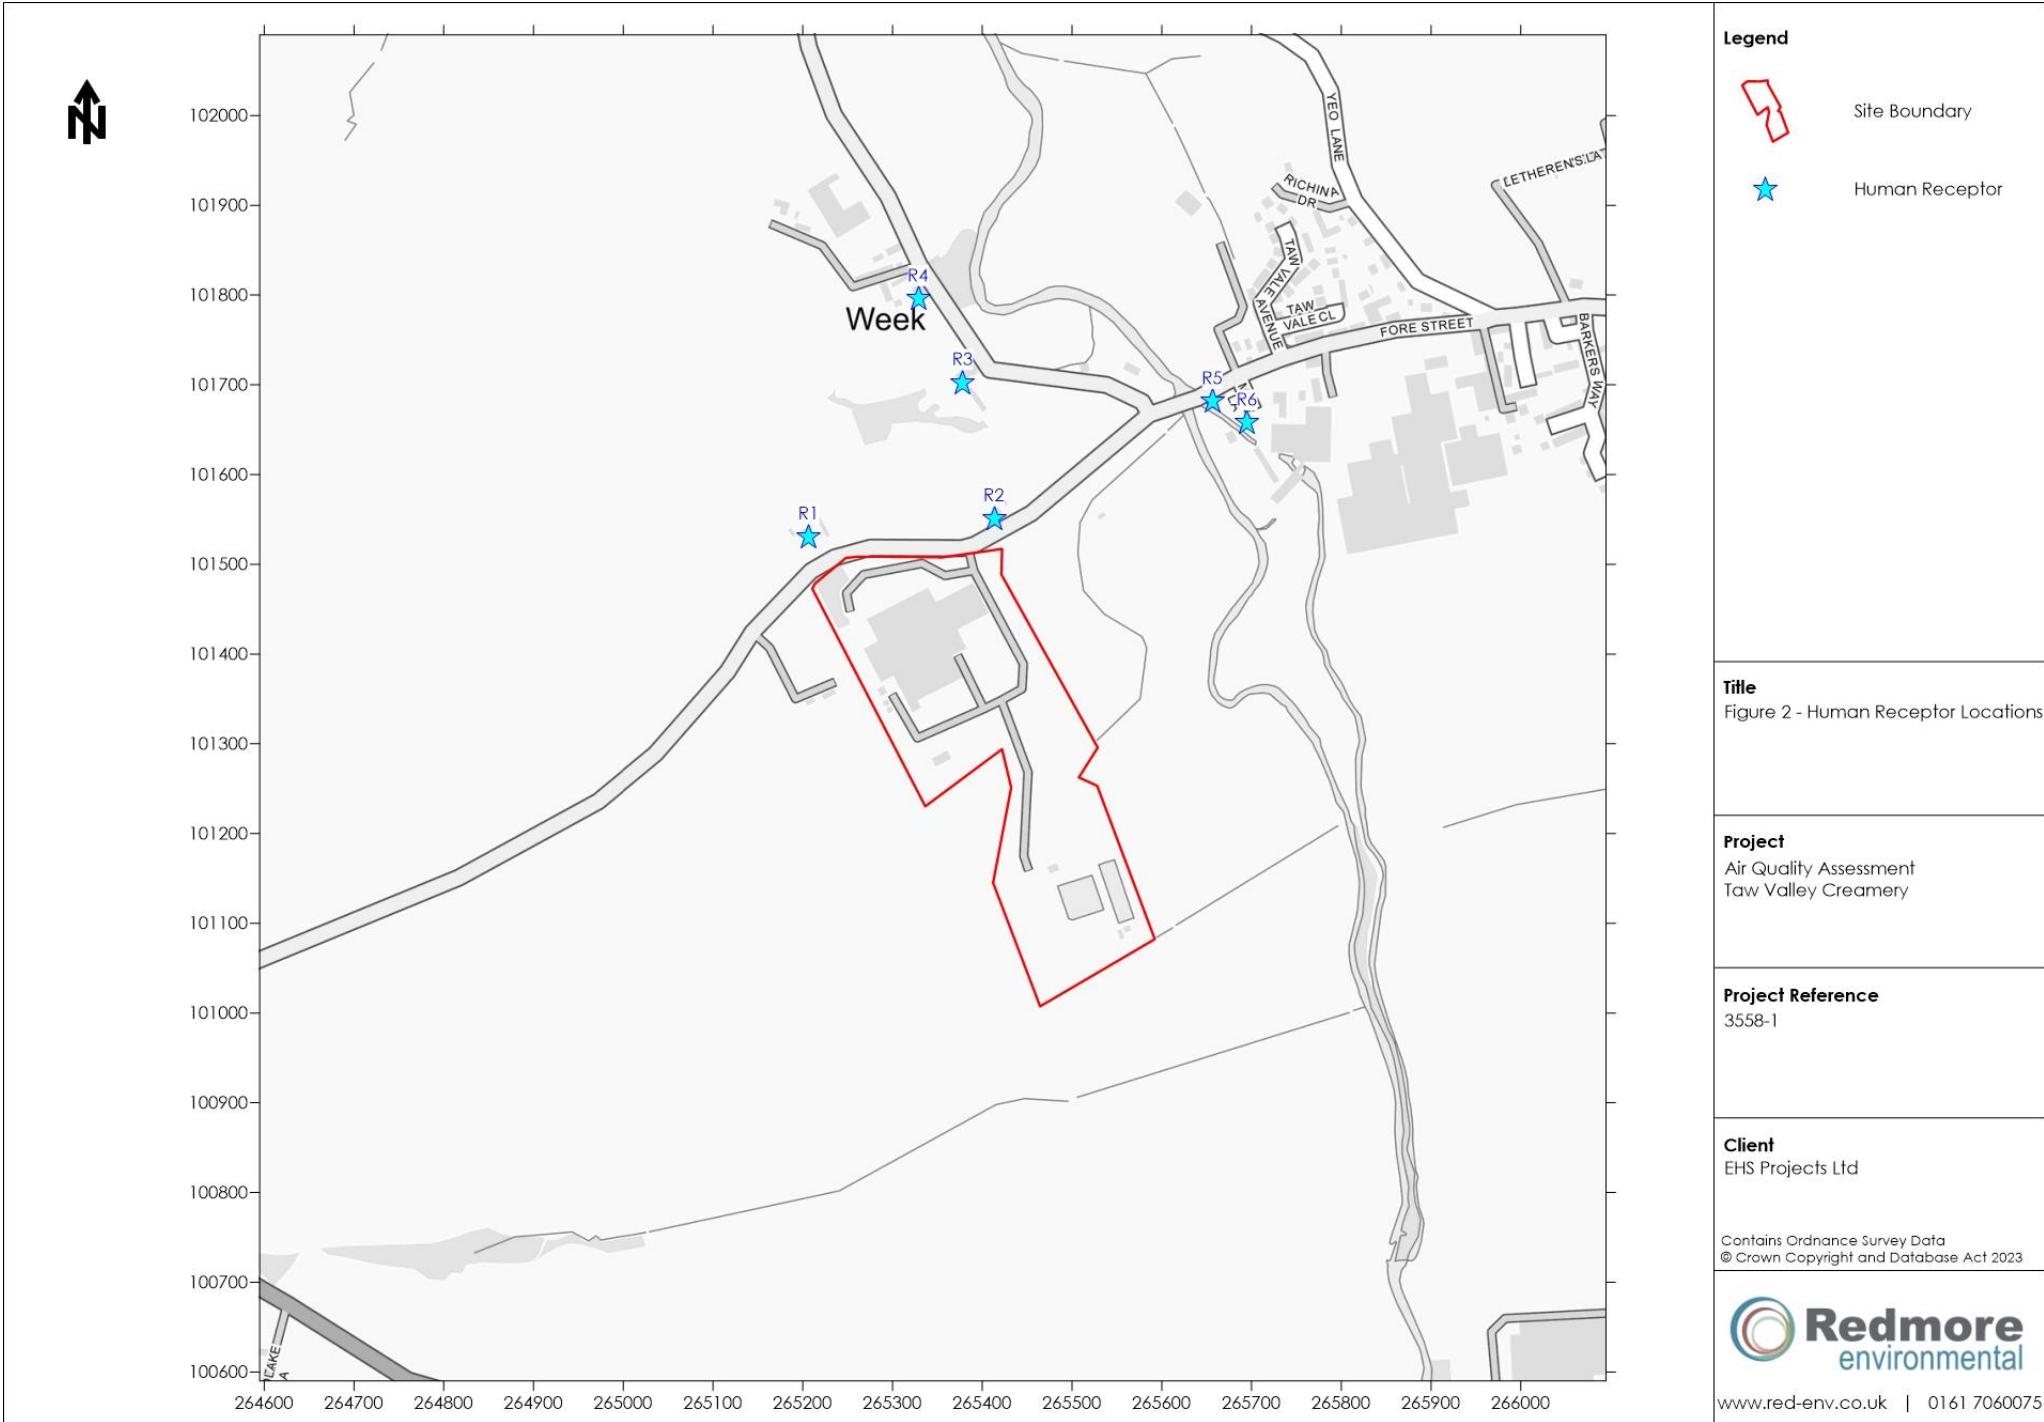 N
102000
101900
101800
101700
101600
101500
101400
101300
101200
101100
101000
100900
100800
100700
100600
264600
264700
264800
264900
265000
265100
265200
265300
265400
265500
265600
265700
265800
265900
266000
YEO LANE
LETHEREN'S LA
RICHINA
DR
TAW
VALE
AVENUE
TAW
VALE CL
FORE STREET
BARKERS WAY
R4
Week
R3
R5
R6
R2
R1
LAKE
Legend
Site Boundary
Human Receptor
Title
Figure 2 - Human Receptor Locations
Project
Air Quality Assessment
Taw Valley Creamery
Project Reference
3558-1
Client
EHS Projects Ltd
Contains Ordnance Survey Data
© Crown Copyright and Database Act 2023
Redmore
environmental
www.red-env.co.uk | 0161 7060075